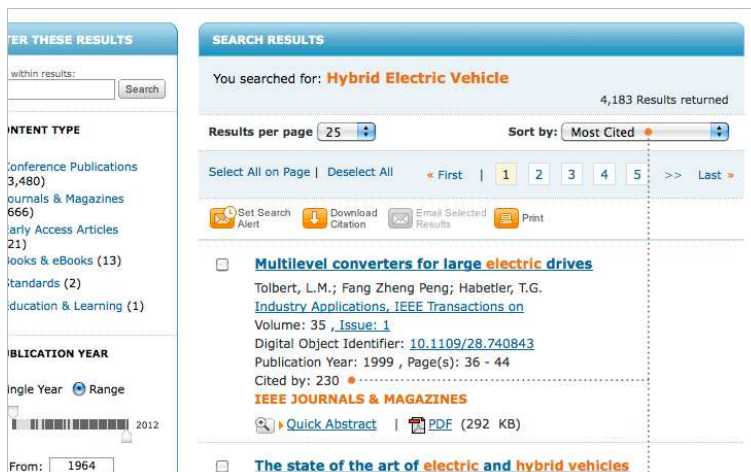 TER THESE RESULTS
within results:
Search
ONTENT TYPE
Conference Publications
3,480)
ournals & Magazines
666)
arly Access Articles
21)
ooks & eBooks (13)
tandards (2)
ducation & Learning (1)
UBLICATION YEAR
ingle Year Range
2012
From: 1964
SEARCH RESULTS
You searched for: Hybrid Electric Vehicle
4,183 Results returned
Results per page 25 Sort by: Most Cited
Select All on Page | Deselect All « First | 1 2 3 4 5 >> Last »
Set Search Alert
Download Citation
Email Selected Results
Print
Multilevel converters for large electric drives
Tolbert, L.M.; Fang Zheng Peng; Habetler, T.G.
Industry Applications, IEEE Transactions on
Volume: 35 , Issue: 1
Digital Object Identifier: 10.1109/28.740843
Publication Year: 1999 , Page(s): 36 - 44
Cited by: 230
IEEE JOURNALS & MAGAZINES
Quick Abstract | PDF (292 KB)
The state of the art of electric and hybrid vehicles